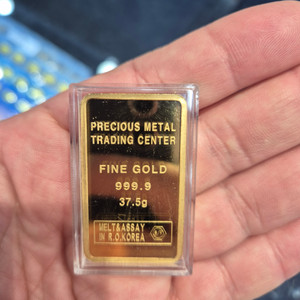 PRECIOUS METAL
TRADING CENTER
FINE GOLD
999.9
37.5g
MELT&ASSAY
IN R.O.KOREA